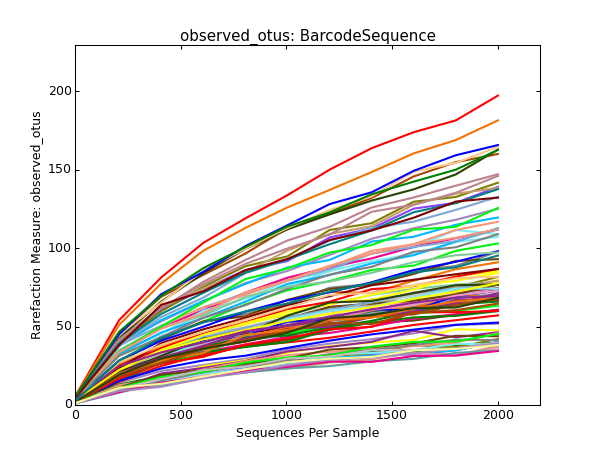 observed_otus: BarcodeSequence
Rarefaction Measure: observed_otus
200
150
100
50
0
0 500 1000 1500 2000
Sequences Per Sample